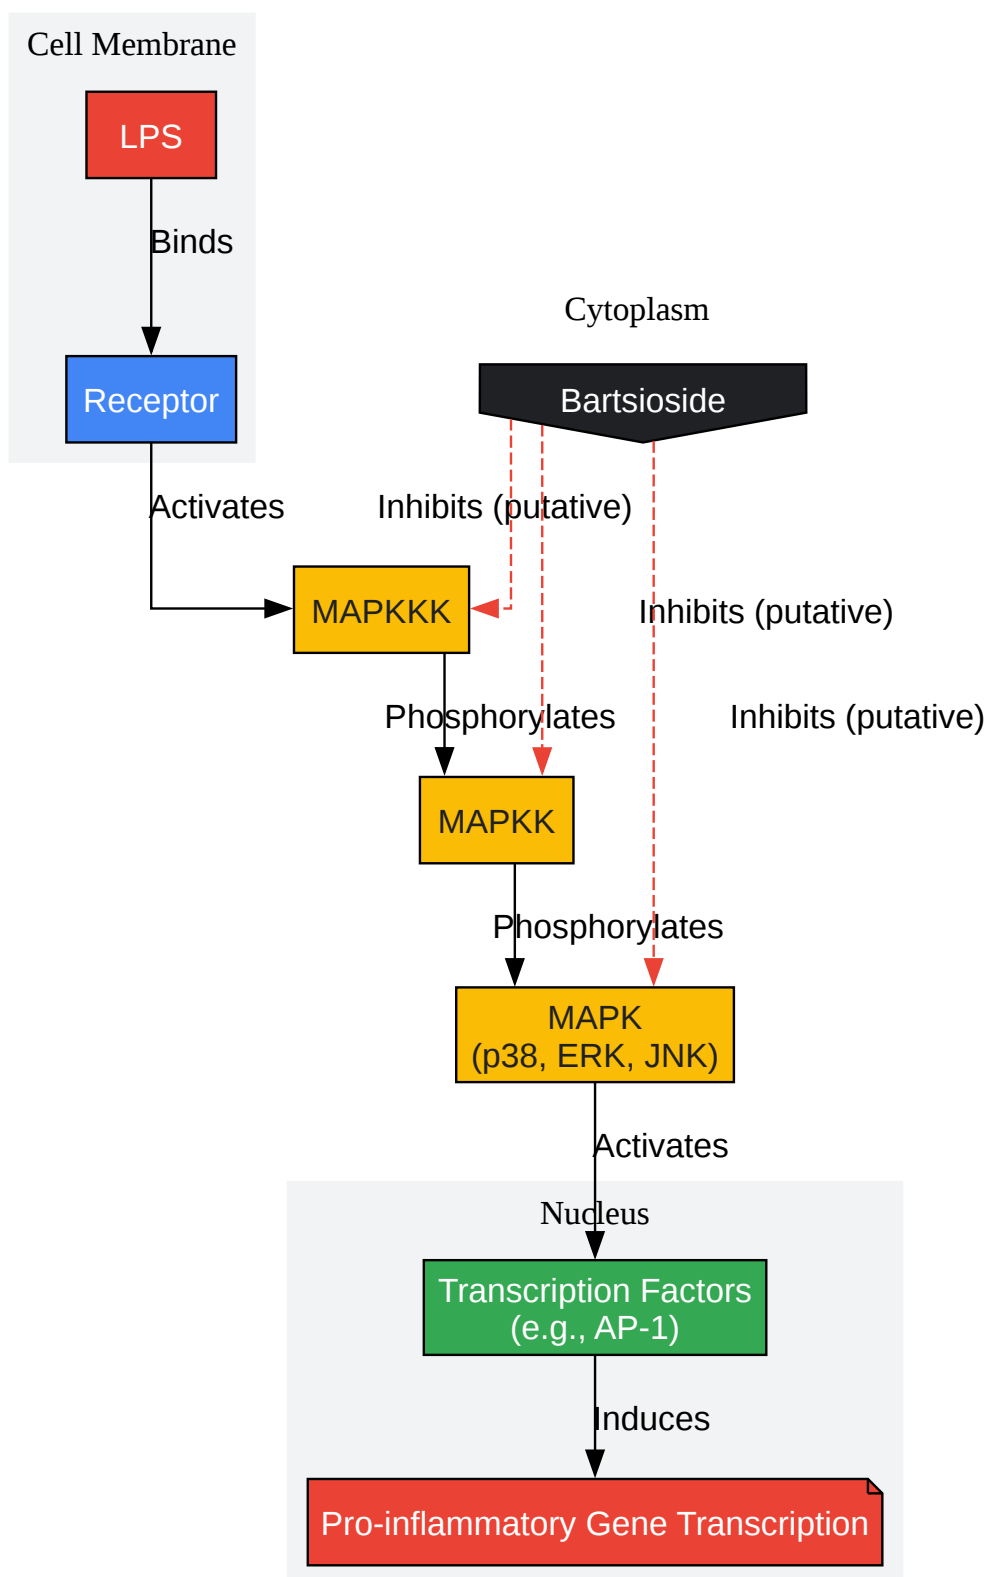 Cell Membrane
LPS
Binds
Cytoplasm
Receptor
Bartsioside
Activates
Inhibits (putative)
MAPKKK
Inhibits (putative)
Phosphorylates
Inhibits (putative)
MAPKK
Phosphorylates
MAPK
(p38, ERK, JNK)
Activates
Nucleus
Transcription Factors
(e.g., AP-1)
Induces
Pro-inflammatory Gene Transcription